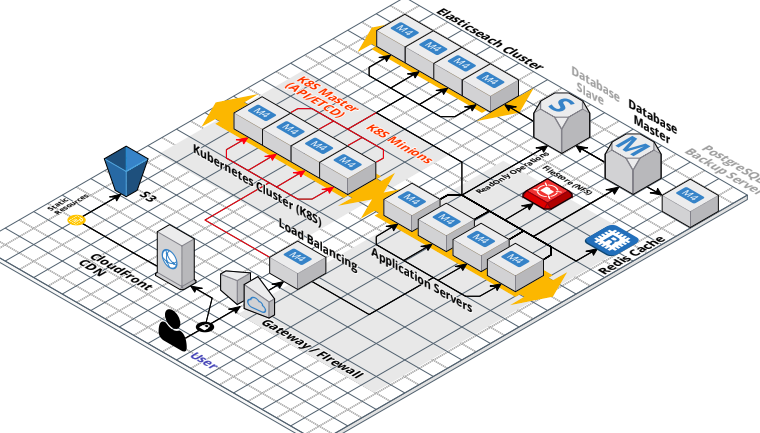 Elasticseach Cluster
M4
M4
M4
M4
Database
Slave
S
Database
Master
M
PostgreSQL
Backup Server
M4
K8S Master
(API/ETCD)
K8S Minions
M4
M4
M4
M4
Kubernetes Cluster (K8S)
Readonly Operations
FileStore (NFS)
M4
M4
M4
M4
Application Servers
Redis Cache
Load Balancing
M4
S3
Static
Resources
CloudFront
CDN
Gateway / Firewall
User